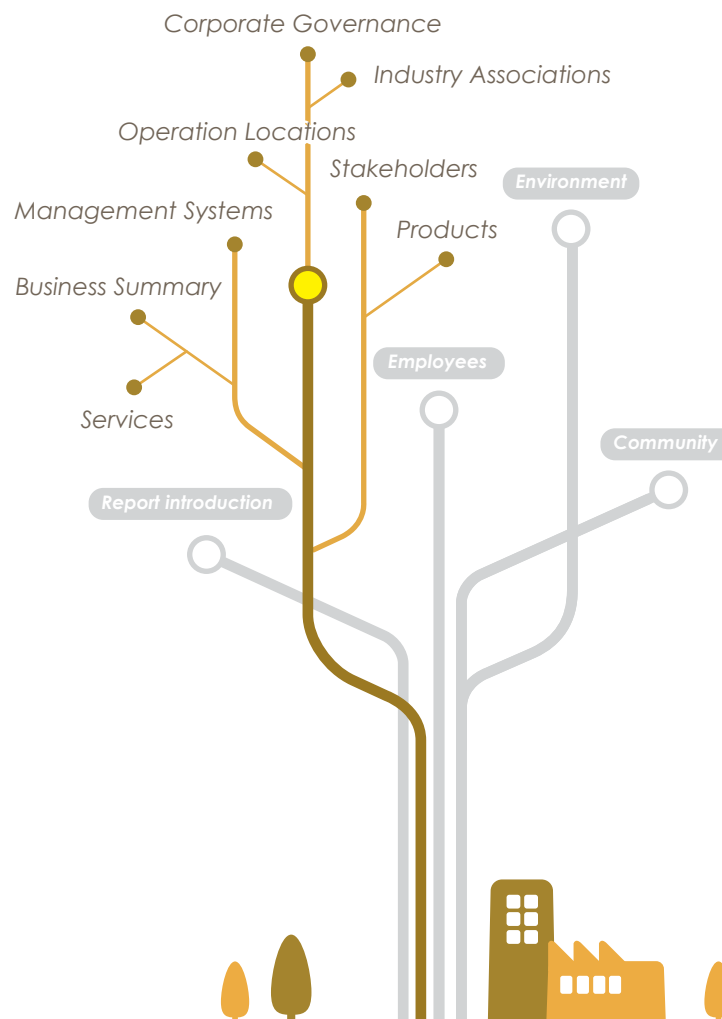 Corporate Governance
Industry Associations
Operation Locations
Stakeholders
Environment
Management Systems
Products
Business Summary
Employees
Services
Community
Report introduction